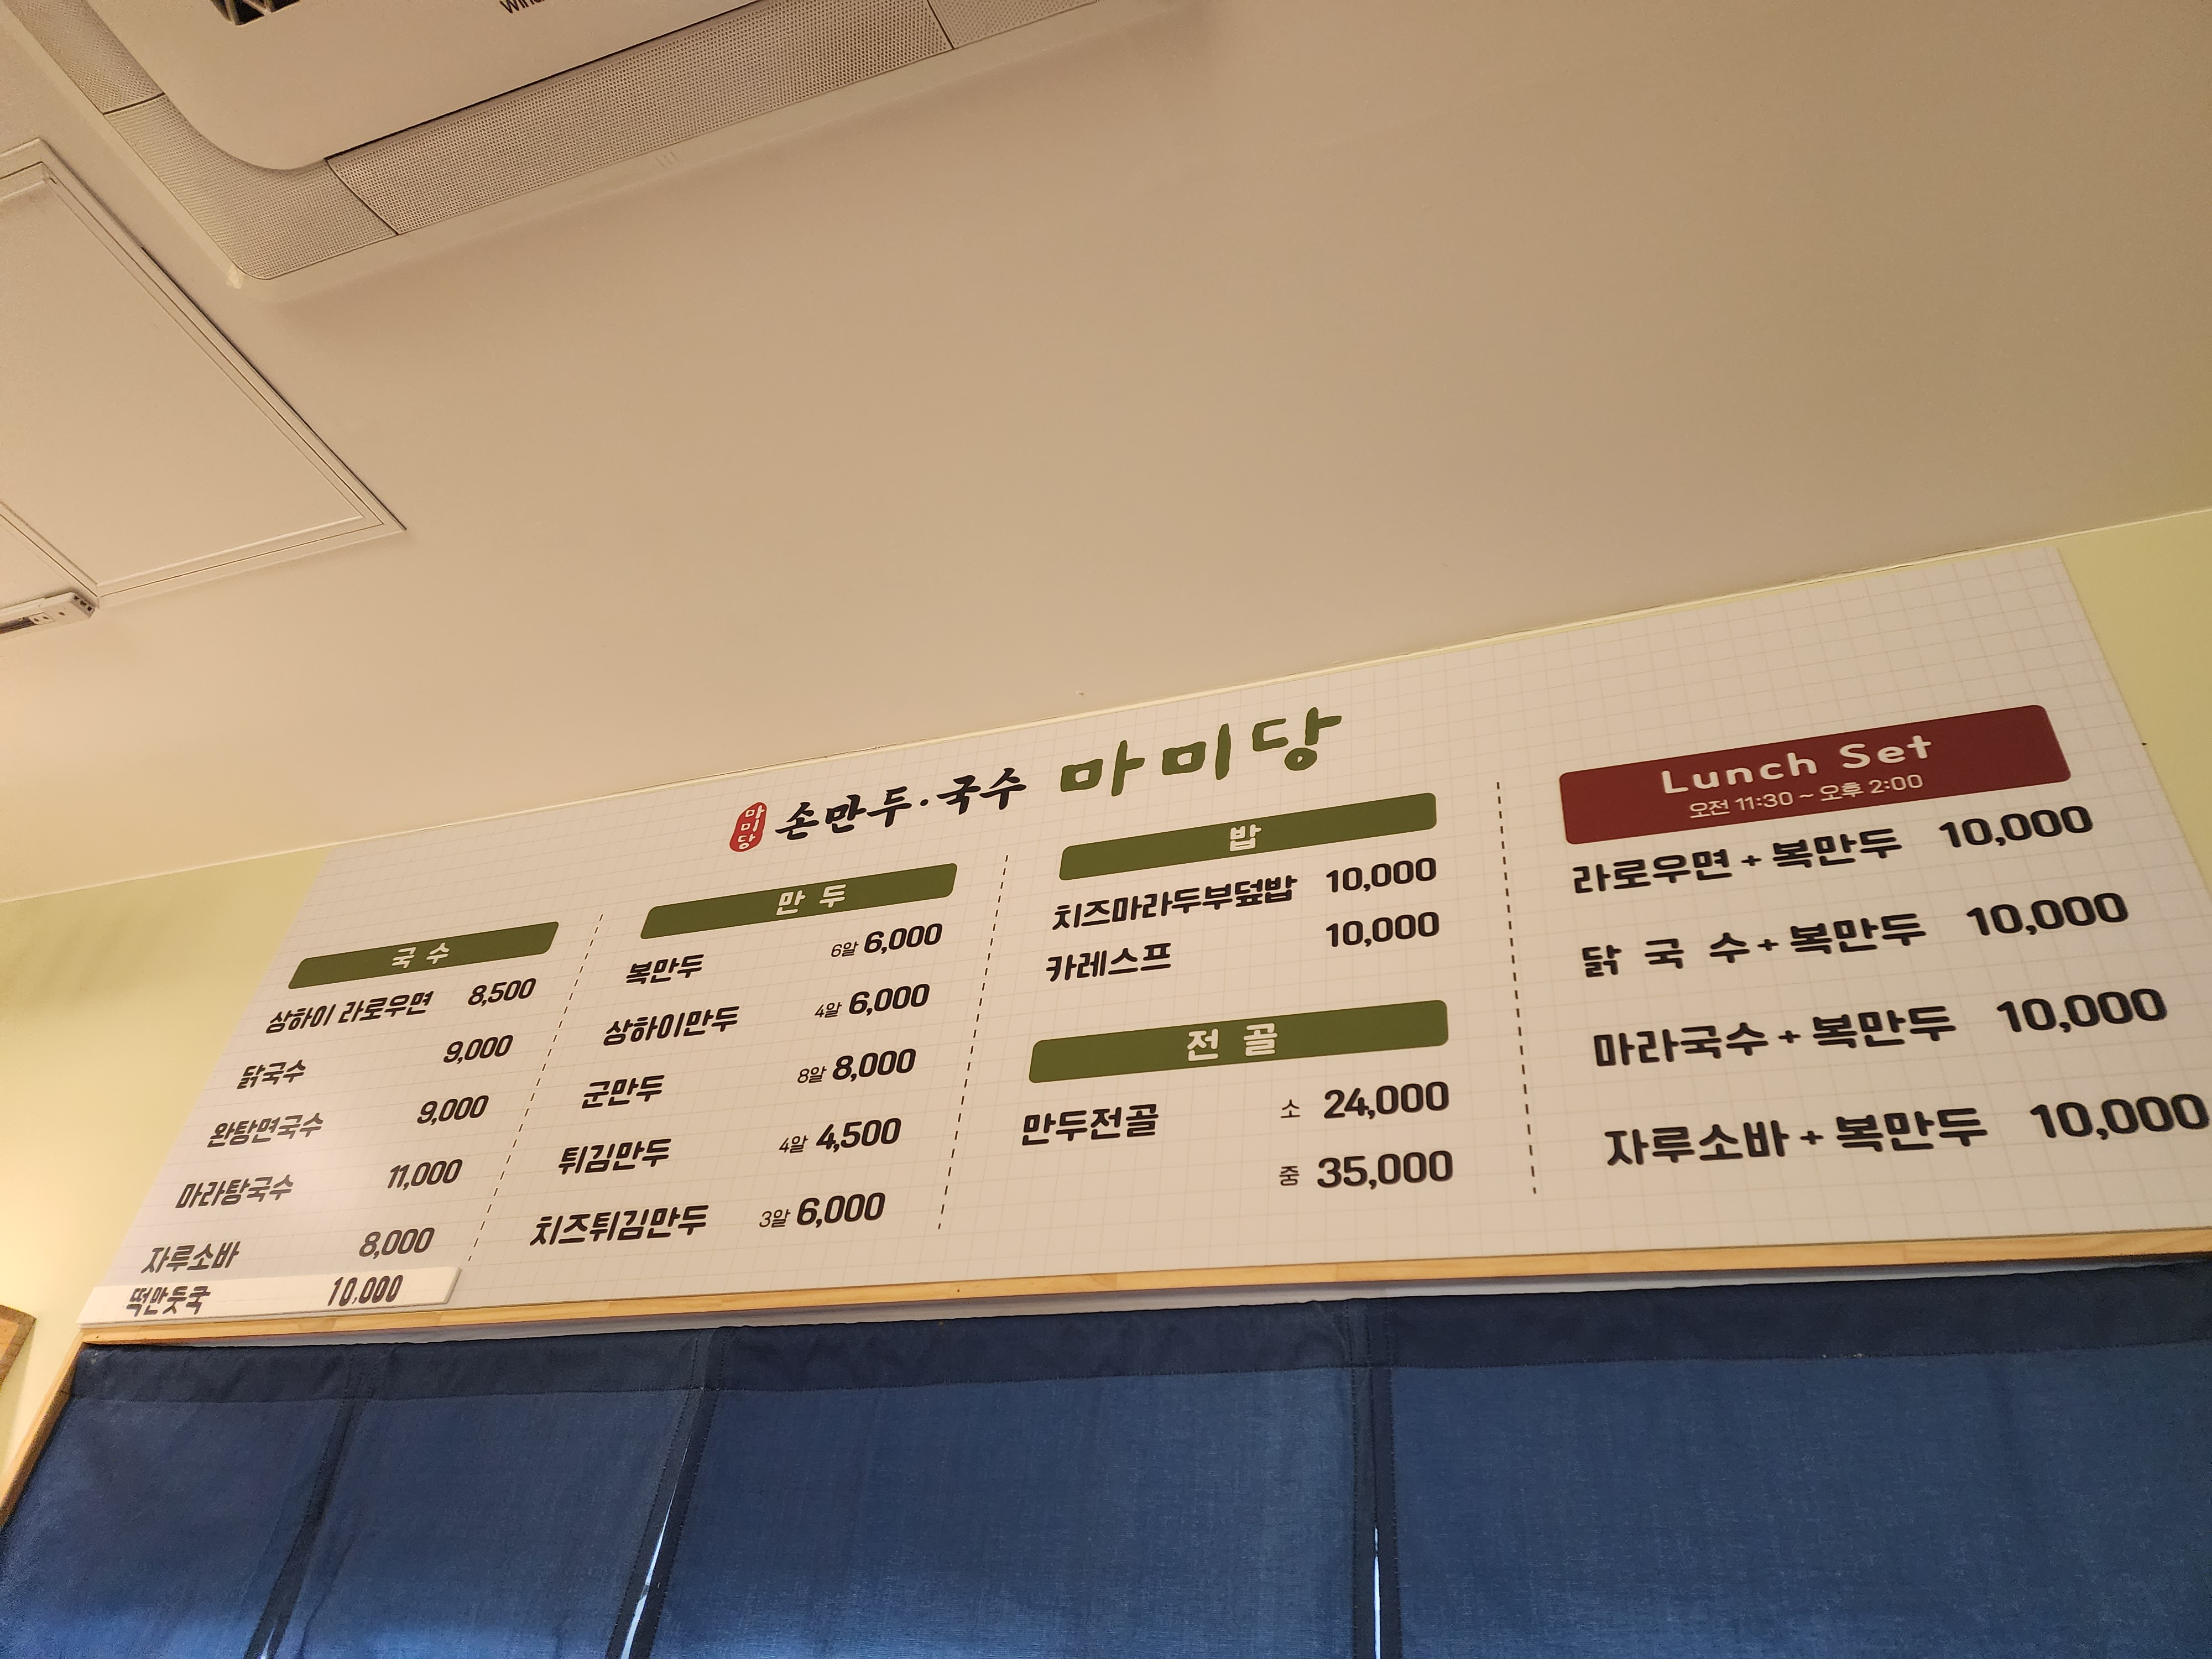 마미당 손만두·국수 마미당
국수
상하이 라로우면 8,500
닭국수 9,000
완탕면국수 9,000
마라탕국수 11,000
자루소바 8,000
떡만둣국 10,000
만두
복만두 6알 6,000
상하이만두 4알 6,000
군만두 8알 8,000
튀김만두 4알 4,500
치즈튀김만두 3알 6,000
밥
치즈마라두부덮밥 10,000
카레스프 10,000
전골
만두전골 소 24,000
중 35,000
Lunch Set
오전 11:30 ~ 오후 2:00
라로우면 + 복만두 10,000
닭 국 수 + 복만두 10,000
마라국수 + 복만두 10,000
자루소바 + 복만두 10,000